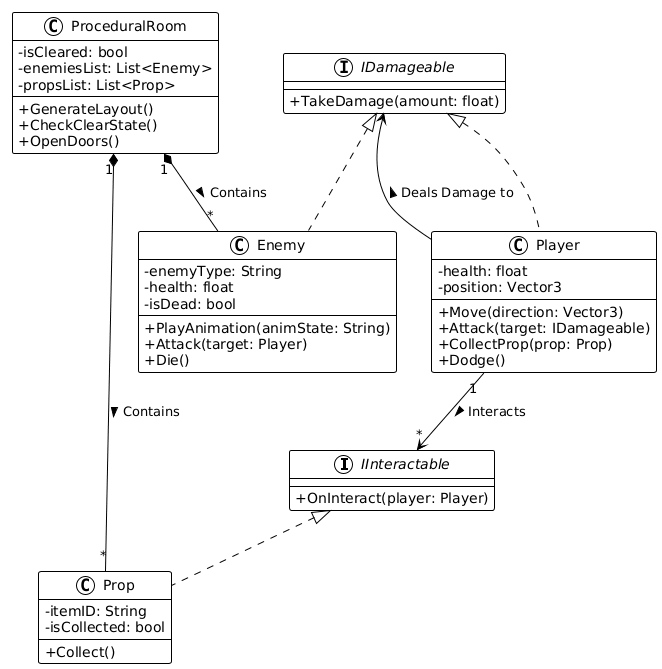 C ProceduralRoom
-isCleared: bool
-enemiesList: List<Enemy>
-propsList: List<Prop>
+GenerateLayout()
+CheckClearState()
+OpenDoors()
I IDamageable
+TakeDamage(amount: float)
1
1
Contains
*
Deals Damage to
C Enemy
-enemyType: String
-health: float
-isDead: bool
+PlayAnimation(animState: String)
+Attack(target: Player)
+Die()
C Player
-health: float
-position: Vector3
+Move(direction: Vector3)
+Attack(target: IDamageable)
+CollectProp(prop: Prop)
+Dodge()
1
Contains
Interacts
*
I IInteractable
+OnInteract(player: Player)
*
C Prop
-itemID: String
-isCollected: bool
+Collect()